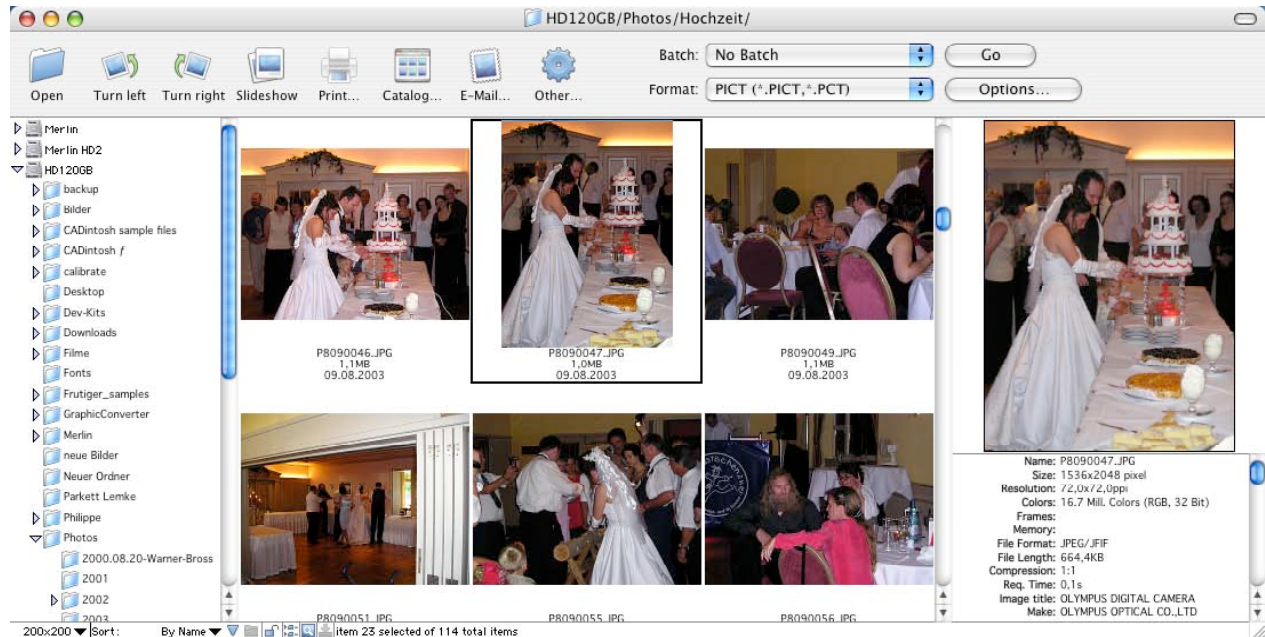 HD120GB/Photos/Hochzeit/
Open
Turn left
Turn right
Slideshow
Print...
Catalog...
E-Mail...
Other...
Batch:
No Batch
Go
Format:
PICT (*.PICT,*.PCT)
Options...
Merlin
Merlin HD2
HD120GB
backup
Bilder
CADintosh sample files
CADintosh ƒ
calibrate
Desktop
Dev-Kits
Downloads
Filme
Fonts
Frutiger_samples
GraphicConverter
Merlin
neue Bilder
Neuer Ordner
Parkett Lemke
Philippe
Photos
2000.08.20-Warner-Bross
2001
2002
2003
P8090046.JPG
1,1MB
09.08.2003
P8090047.JPG
1,0MB
09.08.2003
P8090049.JPG
1,1MB
09.08.2003
P8090051.JPG
P8090055.JPG
P8090056.JPG
Name: P8090047.JPG
Size: 1536x2048 pixel
Resolution: 72,0x72,0ppi
Colors: 16.7 Mill. Colors (RGB, 32 Bit)
Frames:
Memory:
File Format: JPEG/JFIF
File Length: 664,4KB
Compression: 1:1
Req. Time: 0,1s
Image title: OLYMPUS DIGITAL CAMERA
Make: OLYMPUS OPTICAL CO.,LTD
200x200
Sort:
By Name
item 23 selected of 114 total items